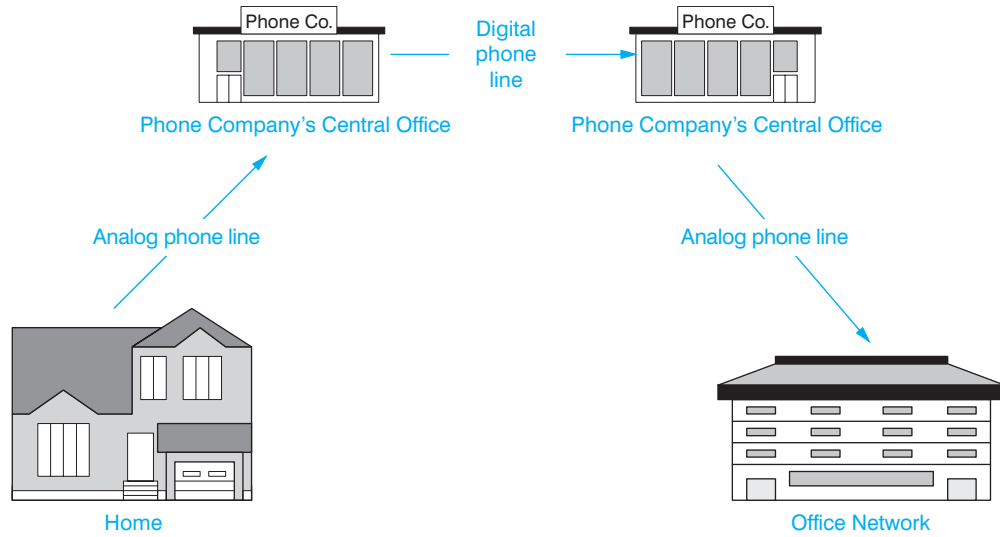 Phone Co.
Digital
phone
line
Phone Co.
Phone Company’s Central Office
Phone Company’s Central Office
Analog phone line
Analog phone line
Home
Office Network